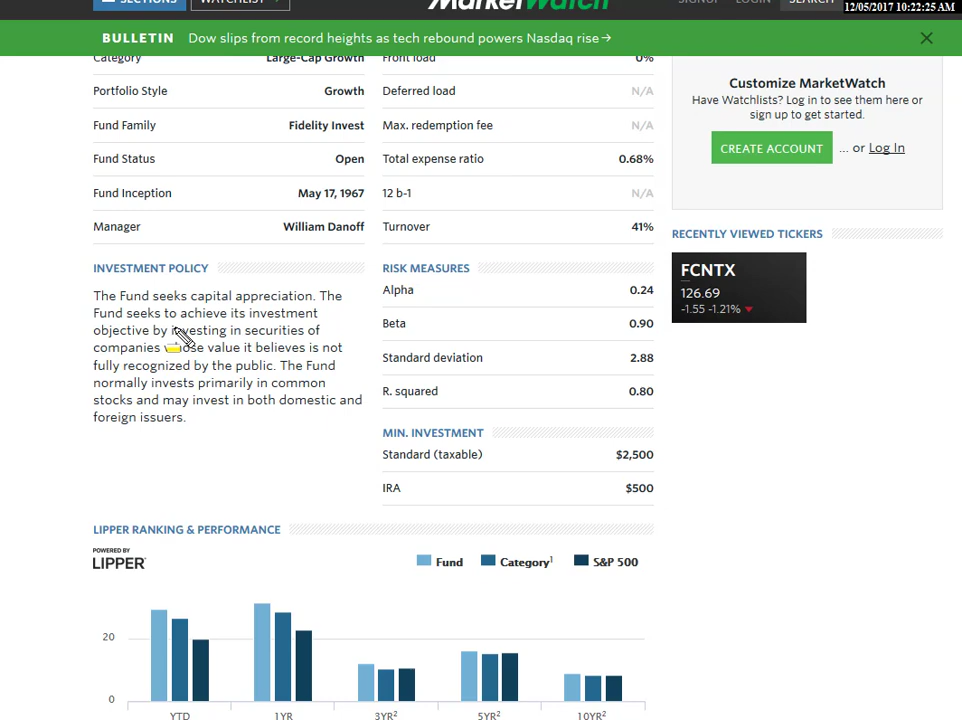 SECTIONS WATCHLIST MarketWatch SIGNUP LOGIN SEARCH 12/05/2017 10:22:25 AM
BULLETIN Dow slips from record heights as tech rebound powers Nasdaq rise →
Category Large-Cap Growth
Portfolio Style Growth
Fund Family Fidelity Invest
Fund Status Open
Fund Inception May 17, 1967
Manager William Danoff
Front load 0%
Deferred load N/A
Max. redemption fee N/A
Total expense ratio 0.68%
12 b-1 N/A
Turnover 41%
Customize MarketWatch
Have Watchlists? Log in to see them here or
sign up to get started.
CREATE ACCOUNT ... or Log In
RECENTLY VIEWED TICKERS
FCNTX
126.69
-1.55 -1.21%
INVESTMENT POLICY
The Fund seeks capital appreciation. The
Fund seeks to achieve its investment
objective by investing in securities of
companies whose value it believes is not
fully recognized by the public. The Fund
normally invests primarily in common
stocks and may invest in both domestic and
foreign issuers.
RISK MEASURES
Alpha 0.24
Beta 0.90
Standard deviation 2.88
R. squared 0.80
MIN. INVESTMENT
Standard (taxable) $2,500
IRA $500
LIPPER RANKING & PERFORMANCE
POWERED BY
LIPPER
Fund Category1 S&P 500
20
0
YTD 1YR 3YR2 5YR2 10YR2